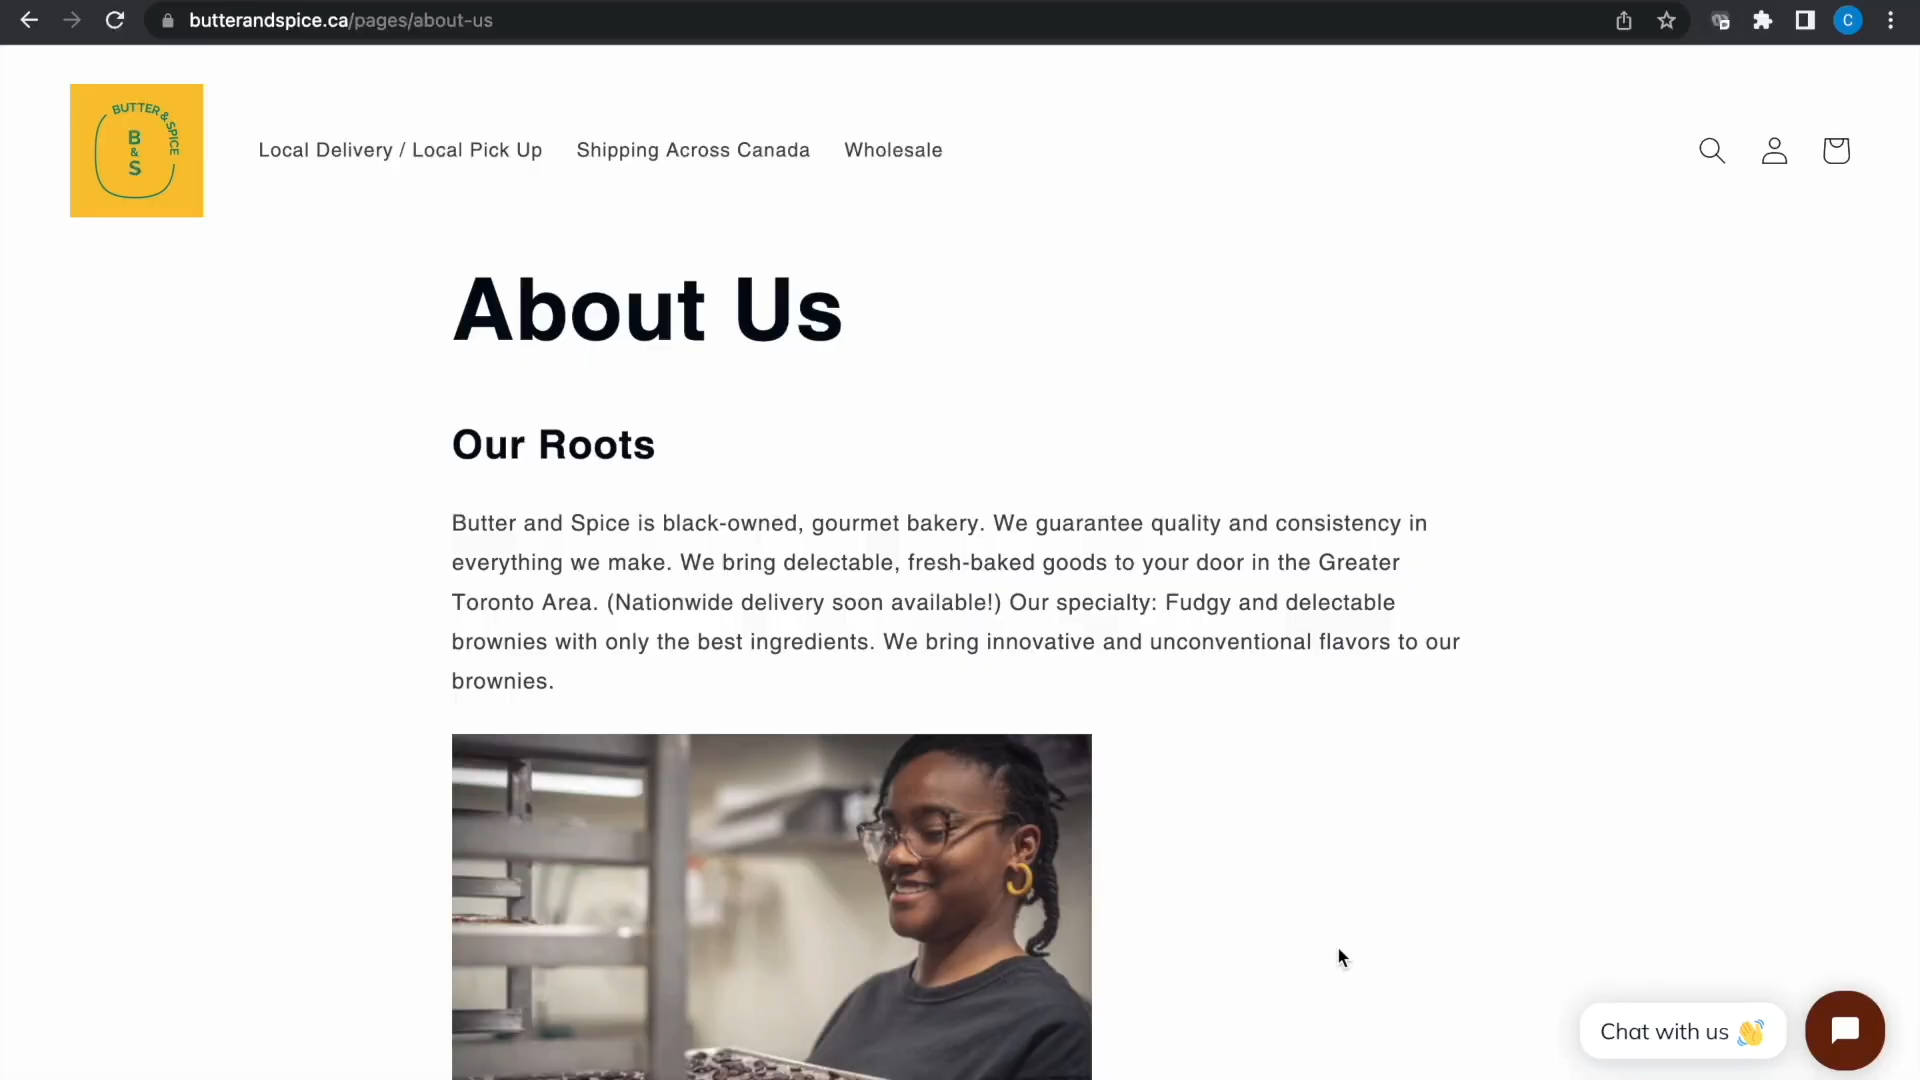 butterandspice.ca/pages/about-us
C
BUTTER & SPICE
B
&
S
Local Delivery / Local Pick Up
Shipping Across Canada
Wholesale
About Us
Our Roots
Butter and Spice is black-owned, gourmet bakery. We guarantee quality and consistency in
everything we make. We bring delectable, fresh-baked goods to your door in the Greater
Toronto Area. (Nationwide delivery soon available!) Our specialty: Fudgy and delectable
brownies with only the best ingredients. We bring innovative and unconventional flavors to our
brownies.
Chat with us 👋